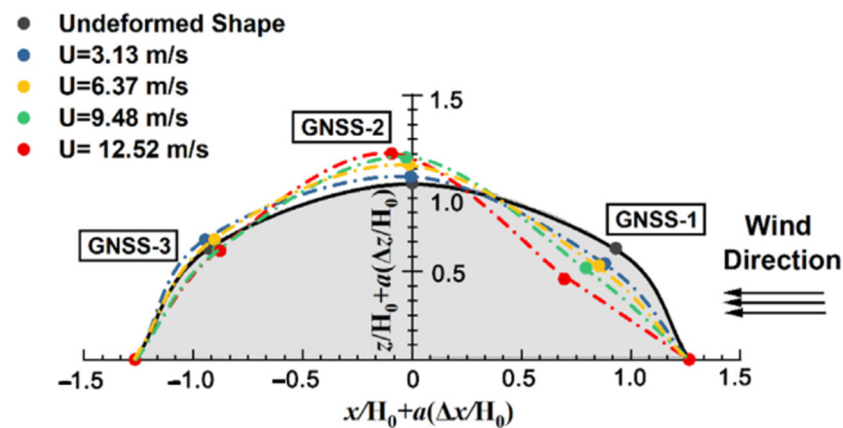 Undeformed Shape
U=3.13 m/s
U=6.37 m/s
U=9.48 m/s
U= 12.52 m/s
GNSS-2
GNSS-3
GNSS-1
Wind
Direction
1.5
1.0
0.5
z/H₀+a(Δz/H₀)
−1.5
−1.0
−0.5
0
0.5
1.0
1.5
x/H₀+a(Δx/H₀)